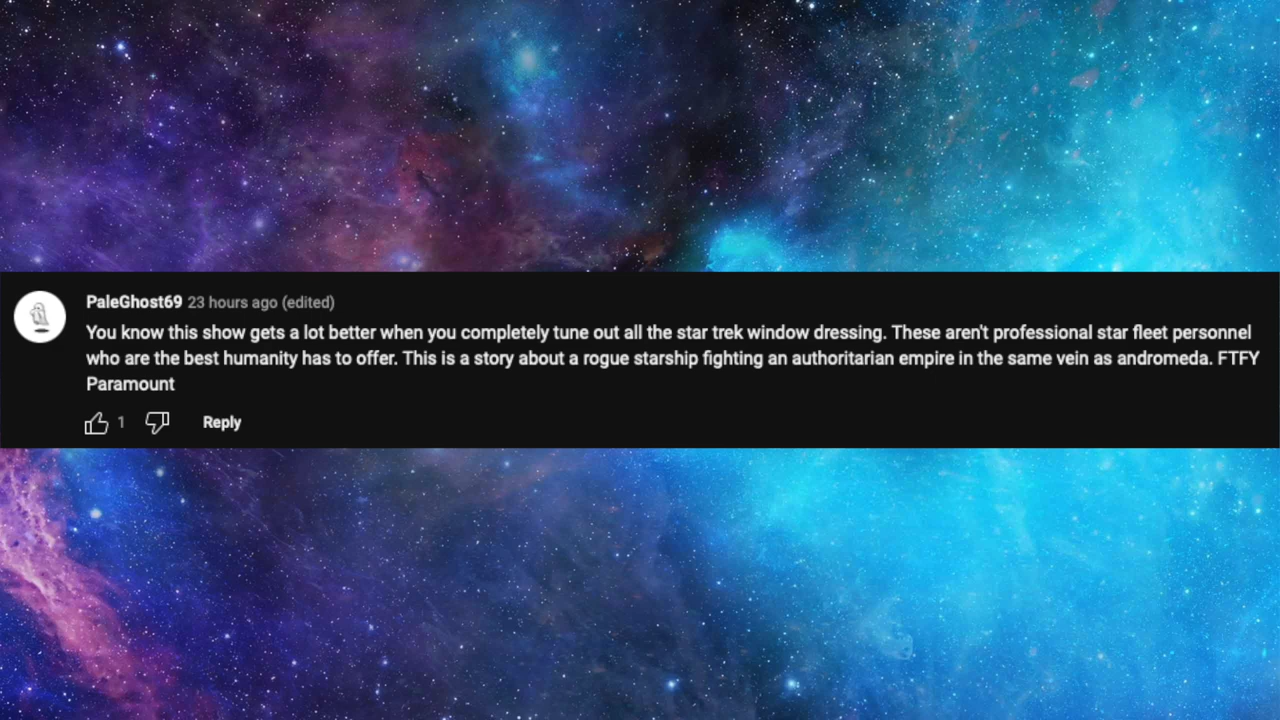 PaleGhost69 23 hours ago (edited)
You know this show gets a lot better when you completely tune out all the star trek window dressing. These aren't professional star fleet personnel
who are the best humanity has to offer. This is a story about a rogue starship fighting an authoritarian empire in the same vein as andromeda. FTFY
Paramount
1 Reply